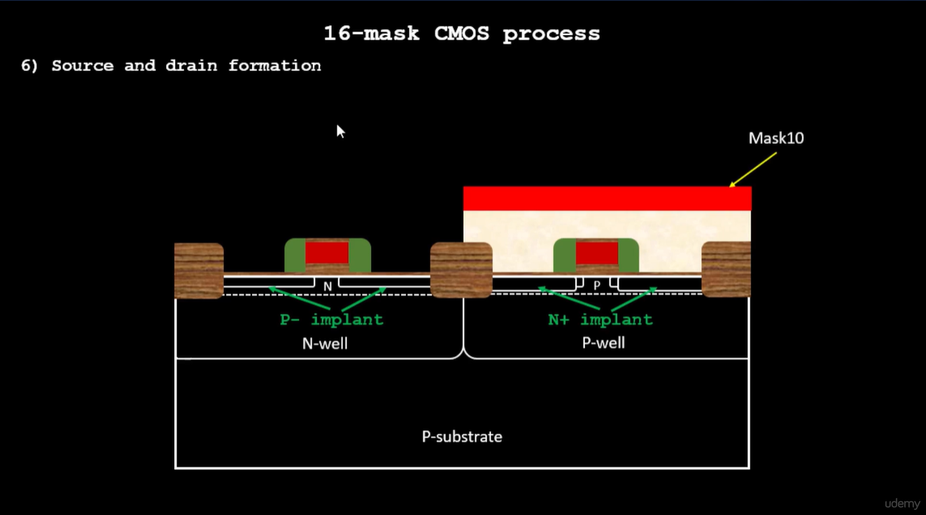 16-mask CMOS process
6) Source and drain formation
Mask10
N
P
P- implant
N+ implant
N-well
P-well
P-substrate
udemy